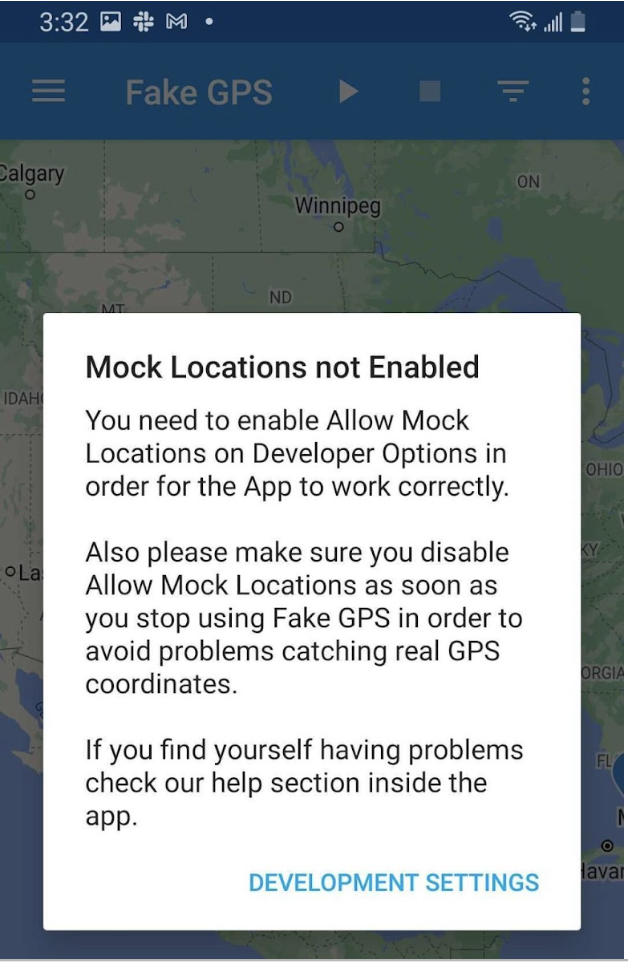 3:32
Fake GPS
Calgary
ON
Winnipeg
ND
MT
Mock Locations not Enabled
IDAH
You need to enable Allow Mock
Locations on Developer Options in
OHIO
order for the App to work correctly.
Also please make sure you disable
KY
Allow Mock Locations as soon as
La
you stop using Fake GPS in order to
avoid problems catching real GPS
ORGIA
coordinates.
If you find yourself having problems
FL
check our help section inside the
app.
M
Havan
DEVELOPMENT SETTINGS